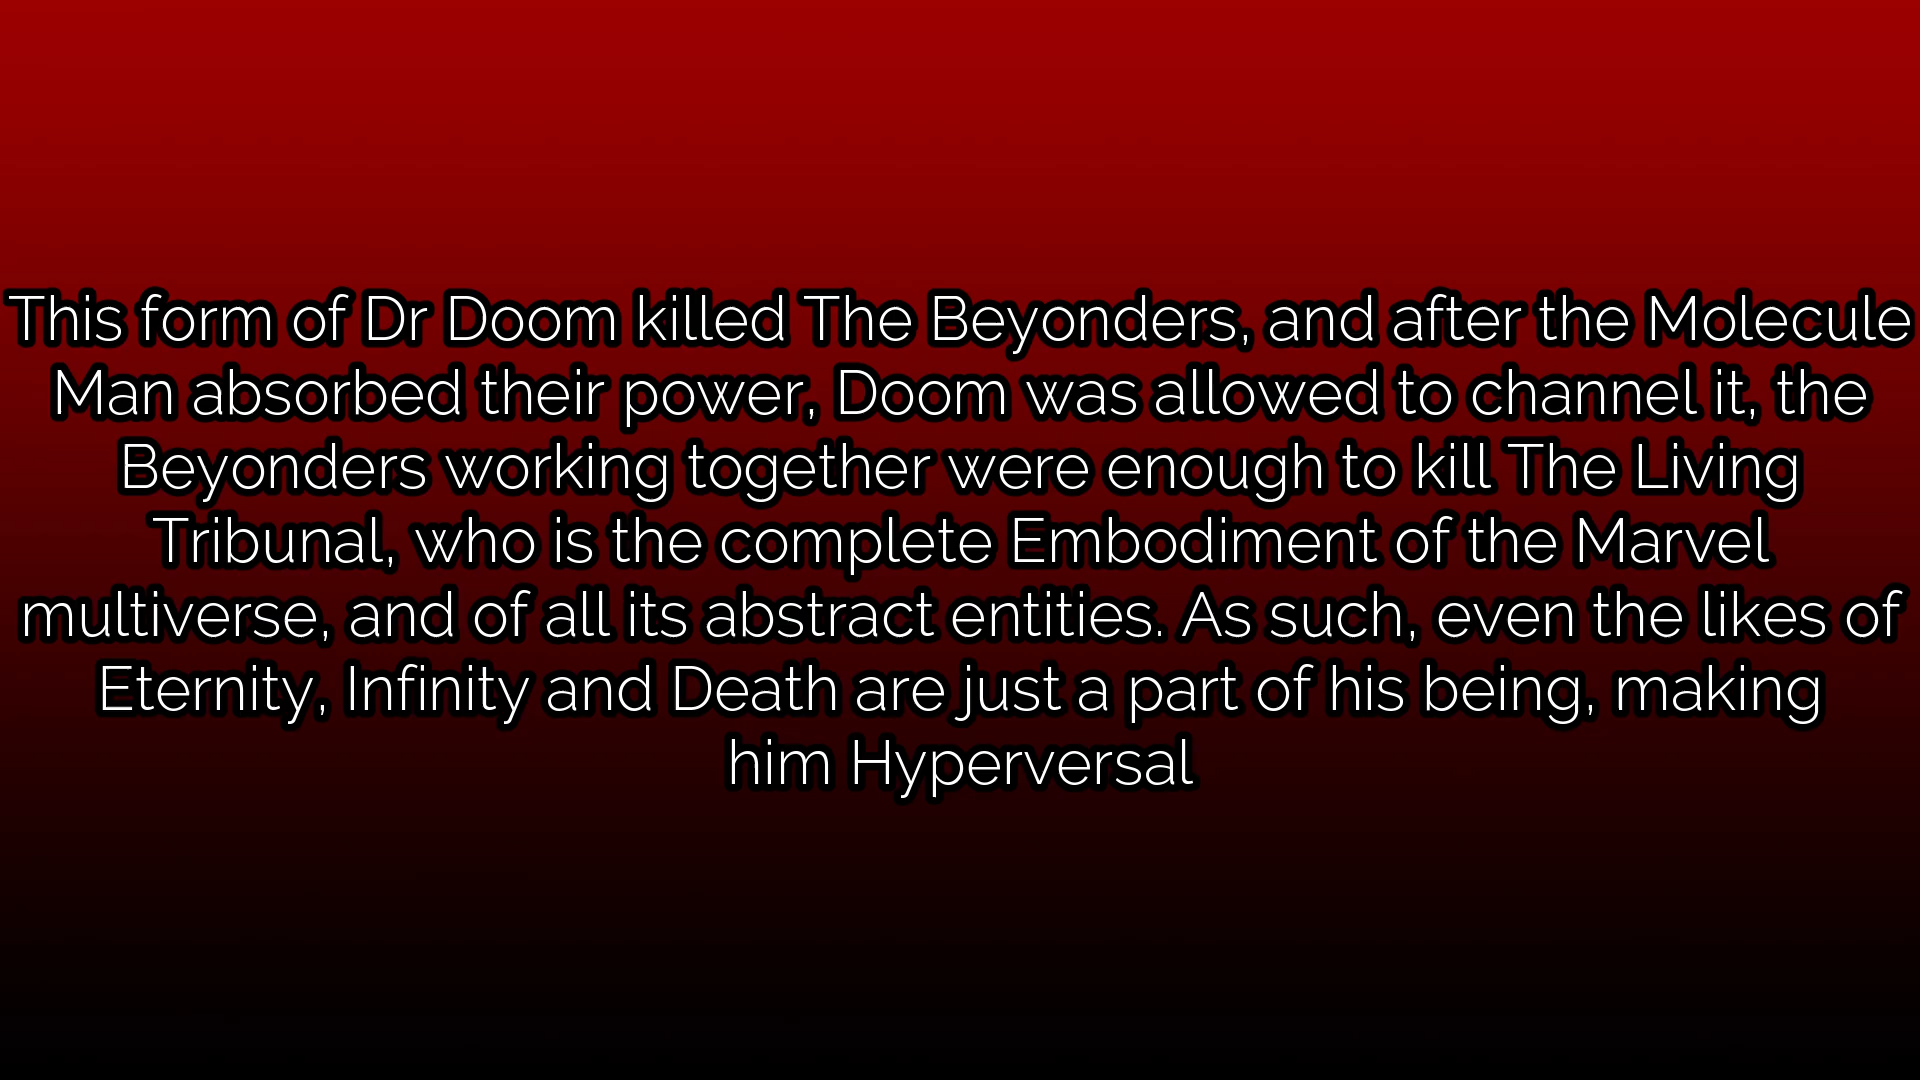 This form of Dr Doom killed The Beyonders, and after the Molecule
Man absorbed their power, Doom was allowed to channel it, the
Beyonders working together were enough to kill The Living
Tribunal, who is the complete Embodiment of the Marvel
multiverse, and of all its abstract entities. As such, even the likes of
Eternity, Infinity and Death are just a part of his being, making
him Hyperversal